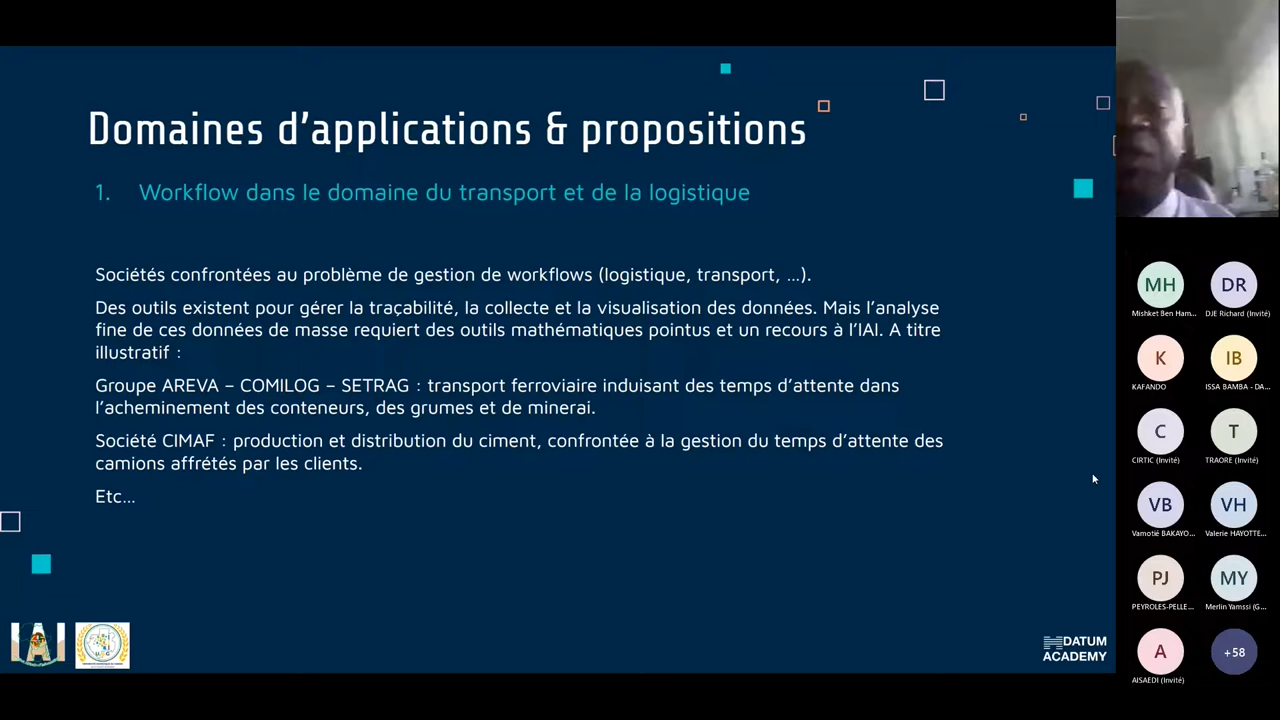 Domaines d'applications & propositions
1. Workflow dans le domaine du transport et de la logistique
Sociétés confrontées au problème de gestion de workflows (logistique, transport, …).
Des outils existent pour gérer la traçabilité, la collecte et la visualisation des données. Mais l'analyse
fine de ces données de masse requiert des outils mathématiques pointus et un recours à l'IAI. A titre
illustratif :
Groupe AREVA – COMILOG – SETRAG : transport ferroviaire induisant des temps d'attente dans
l'acheminement des conteneurs, des grumes et de minerai.
Société CIMAF : production et distribution du ciment, confrontée à la gestion du temps d'attente des
camions affrétés par les clients.
Etc…
DATUM
ACADEMY
MH
DR
Mishket Ben Ham...
DJE Richard (Invité)
K
IB
KAFANDO
ISSA BAMBA - DA...
C
T
CIRTIC (Invité)
TRAORE (Invité)
VB
VH
Vamotié BAKAYO...
Valerie HAYOTTE...
PJ
MY
PEYROLES-PELLE...
Merlin Yamssi (G...
A
+58
AISAEDI (Invité)